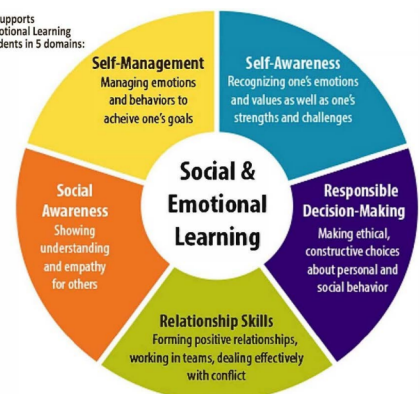 upports
otional Learning
dents in 5 domains:
Self-Management
Managing emotions
and behaviors to
acheive one's goals
Self-Awareness
Recognizing one's emotions
and values as well as one's
strengths and challenges
Social
Awareness
Showing
understanding
and empathy
for others
Social &
Emotional
Learning
Responsible
Decision-Making
Making ethical,
constructive choices
about personal and
social behavior
Relationship Skills
Forming positive relationships,
working in teams, dealing effectively
with conflict